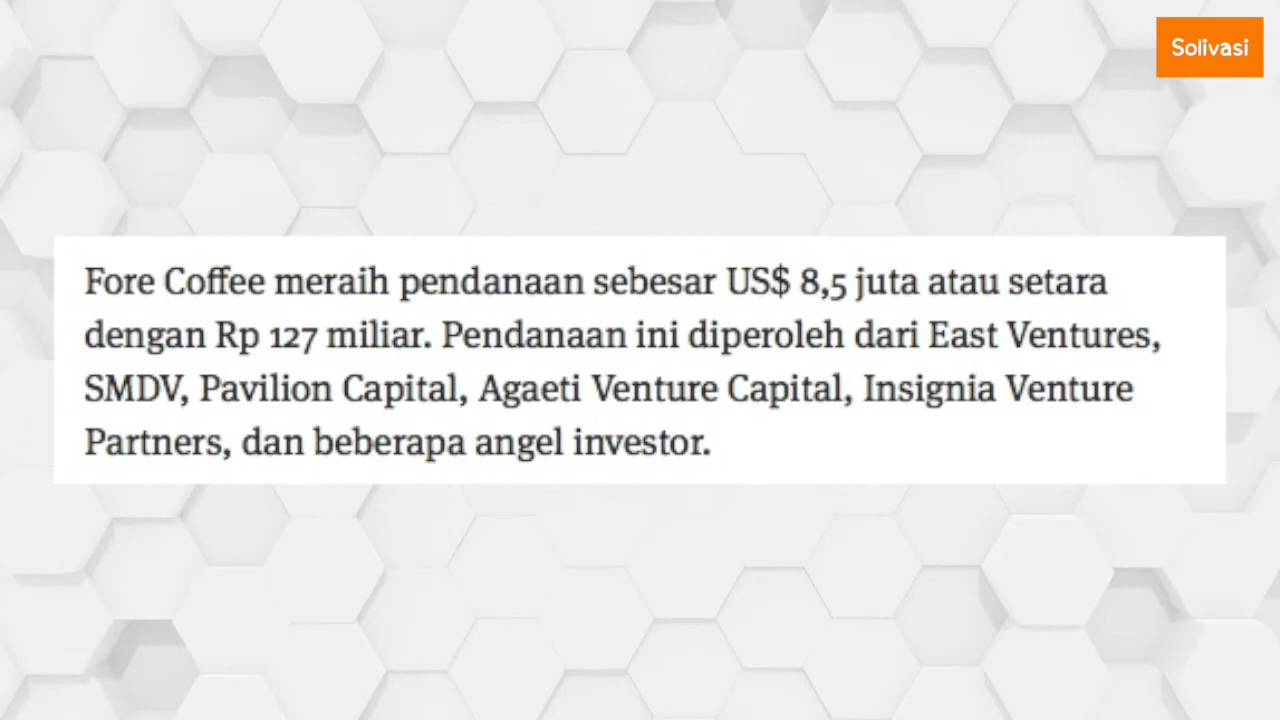 Solivasi
Fore Coffee meraih pendanaan sebesar US$ 8,5 juta atau setara
dengan Rp 127 miliar. Pendanaan ini diperoleh dari East Ventures,
SMDV, Pavilion Capital, Agaeti Venture Capital, Insignia Venture
Partners, dan beberapa angel investor.